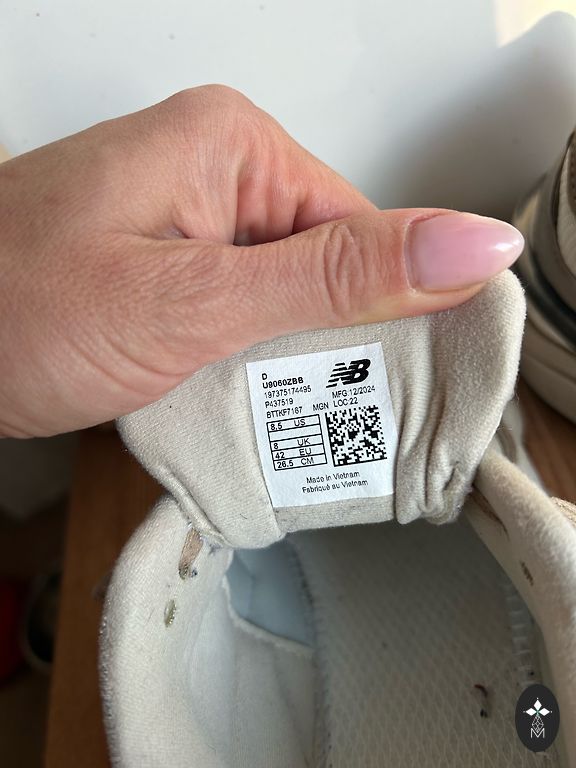 D
U9060ZBB
197375174495
P437519
BTTKF7187 MGN
NB
MFG.12/2024
LOC:22
8.5 US
8 UK
42 EU
26.5 CM
Made in Vietnam
Fabriqué au Vietnam
M